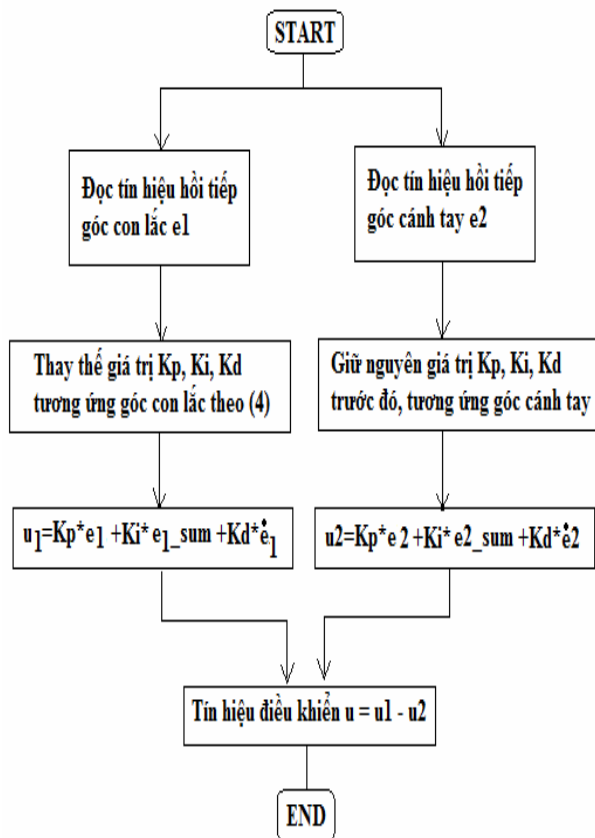 START
Đọc tín hiệu hồi tiếp
góc con lắc e1
Đọc tín hiệu hồi tiếp
góc cánh tay e2
Thay thế giá trị Kp, Ki, Kd
tương ứng góc con lắc theo (4)
Giữ nguyên giá trị Kp, Ki, Kd
trước đó, tương ứng góc cánh tay
u₁=Kp*e₁ +Ki* e₁_sum +Kd*ė₁
u2=Kp*e 2 +Ki* e2_sum +Kd*ė2
Tín hiệu điều khiển u = u1 - u2
END